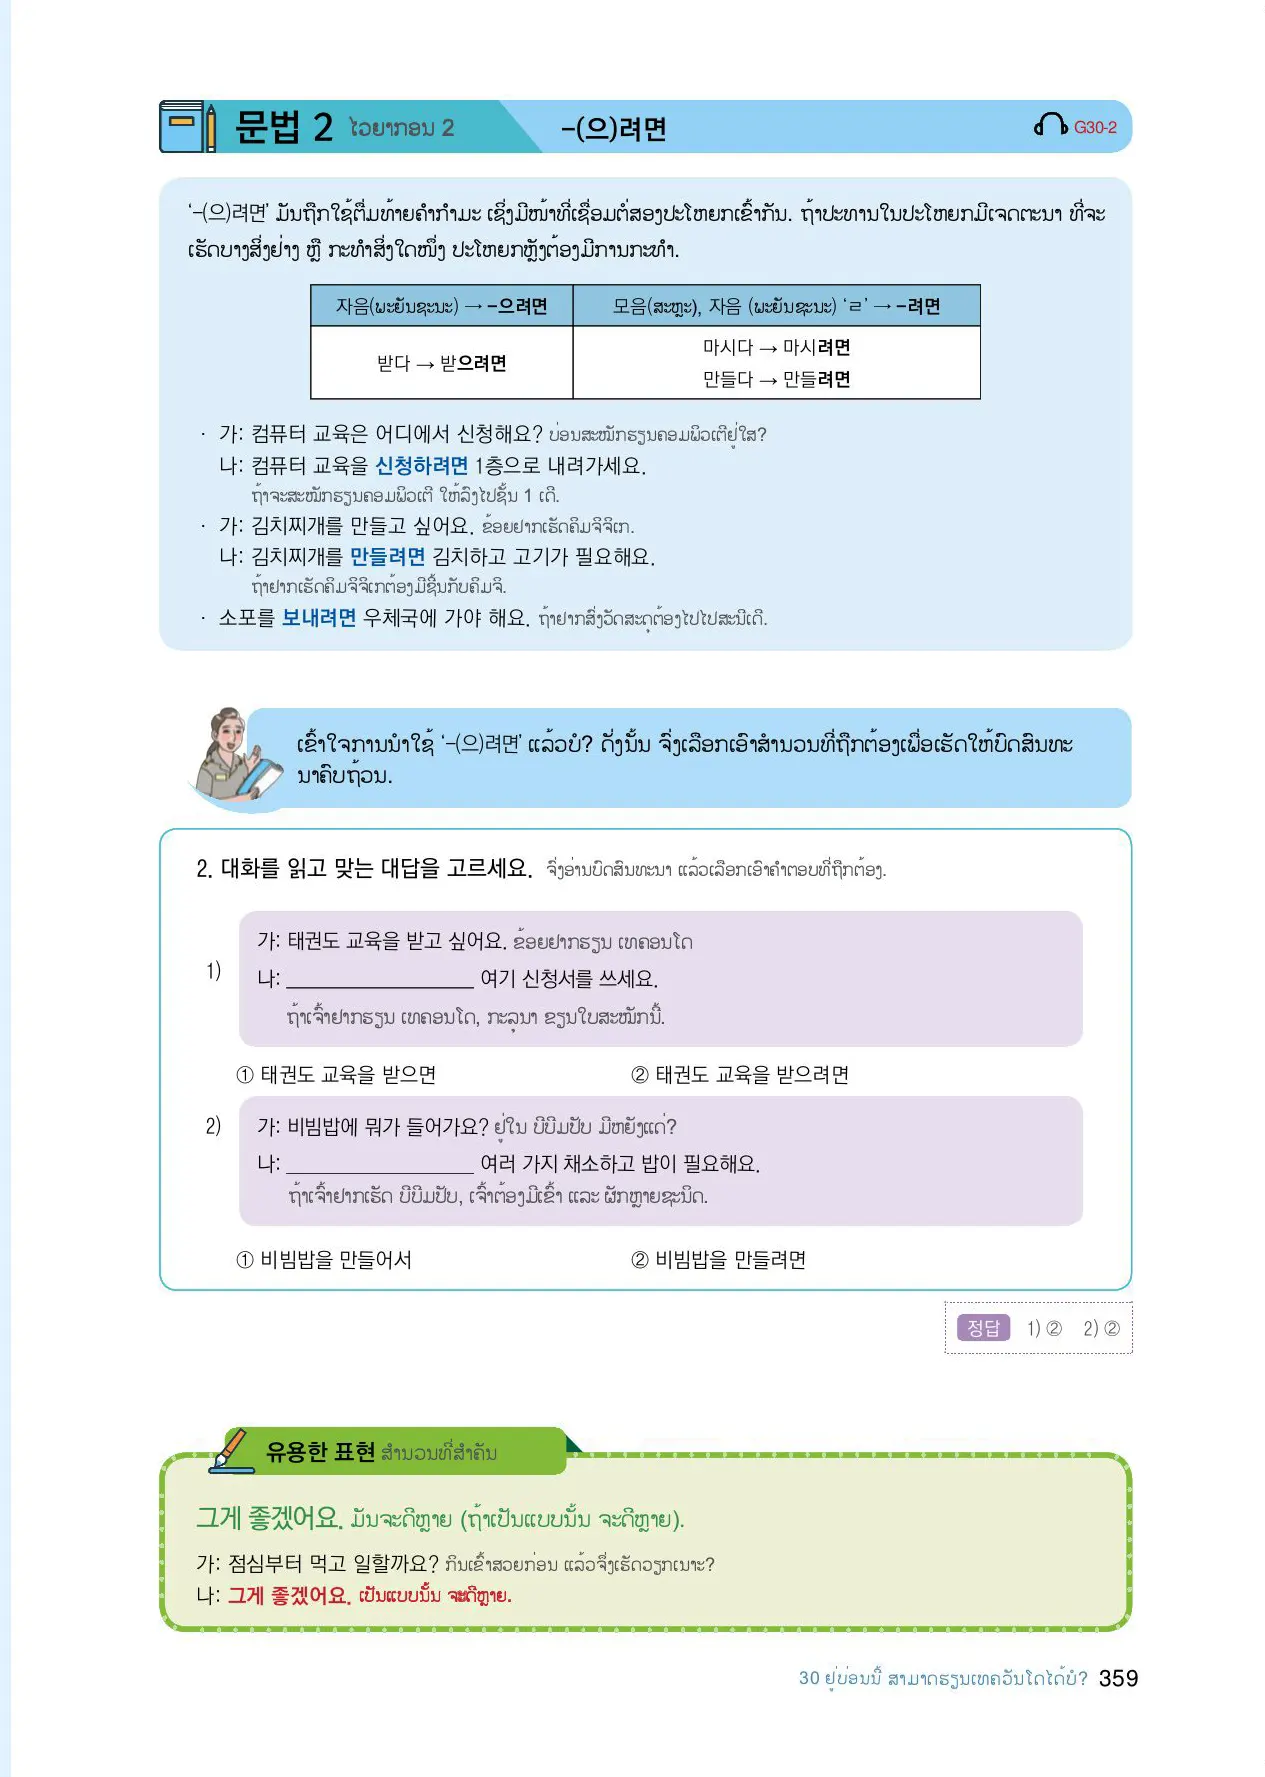 문법 2 ໄວຍາກອນ 2 -(으)려면 G30-2
‘-(으)려면’ ມັນຖືກໃຊ້ຕື່ມທ້າຍຄຳກຳມະ ເຊິ່ງມີໜ້າທີ່ເຊື່ອມຕໍ່ສອງປະໂຫຍກເຂົ້າກັນ. ຖ້າປະທານໃນປະໂຫຍກມີເຈດຕະນາ ທີ່ຈະ
ເຮັດບາງສິ່ງຢ່າງ ຫຼື ກະທຳສິ່ງໃດໜຶ່ງ ປະໂຫຍກຫຼັງຕ້ອງມີການກະທຳ.
자음(ພະຍັນຊະນະ) → -으려면 모음(ສະຫຼະ), 자음 (ພະຍັນຊະນະ) ‘ㄹ’ → -려면
받다 → 받으려면
마시다 → 마시려면
만들다 → 만들려면
· 가: 컴퓨터 교육은 어디에서 신청해요? ບ່ອນສະໝັກຮຽນຄອມພິວເຕີຢູ່ໃສ?
나: 컴퓨터 교육을 신청하려면 1층으로 내려가세요.
ຖ້າຈະສະໝັກຮຽນຄອມພິວເຕີ ໃຫ້ລົງໄປຊັ້ນ 1 ເດີ.
· 가: 김치찌개를 만들고 싶어요. ຂ້ອຍຢາກເຮັດຄິມຈິຈິເກ.
나: 김치찌개를 만들려면 김치하고 고기가 필요해요.
ຖ້າຢາກເຮັດຄິມຈິຈິເກຕ້ອງມີຊີ້ນກັບຄິມຈິ.
· 소포를 보내려면 우체국에 가야 해요. ຖ້າຢາກສົ່ງວັດສະດຸຕ້ອງໄປໄປສະນີເດີ.
ເຂົ້າໃຈການນຳໃຊ້ ‘-(으)려면’ ແລ້ວບໍ? ດັ່ງນັ້ນ ຈົ່ງເລືອກເອົາສຳນວນທີ່ຖືກຕ້ອງເພື່ອເຮັດໃຫ້ບົດສົນທະ
ນາຄົບຖ້ວນ.
2. 대화를 읽고 맞는 대답을 고르세요. ຈົ່ງອ່ານບົດສົນທະນາ ແລ້ວເລືອກເອົາຄຳຕອບທີ່ຖືກຕ້ອງ.
1)
가: 태권도 교육을 받고 싶어요. ຂ້ອຍຢາກຮຽນ ເທຄອນໂດ
나: ________________ 여기 신청서를 쓰세요.
ຖ້າເຈົ້າຢາກຮຽນ ເທຄອນໂດ, ກະລຸນາ ຂຽນໃບສະໝັກນີ້.
① 태권도 교육을 받으면 ② 태권도 교육을 받으려면
2) 가: 비빔밥에 뭐가 들어가요? ຢູ່ໃນ ບີບີມປັບ ມີຫຍັງແດ່?
나: ________________ 여러 가지 채소하고 밥이 필요해요.
ຖ້າເຈົ້າຢາກເຮັດ ບີບີມປັບ, ເຈົ້າຕ້ອງມີເຂົ້າ ແລະ ຜັກຫຼາຍຊະນິດ.
① 비빔밥을 만들어서 ② 비빔밥을 만들려면
정답 1) ② 2) ②
유용한 표현 ສຳນວນທີ່ສຳຄັນ
그게 좋겠어요. ມັນຈະດີຫຼາຍ (ຖ້າເປັນແບບນັ້ນ ຈະດີຫຼາຍ).
가: 점심부터 먹고 일할까요? ກິນເຂົ້າສວຍກ່ອນ ແລ້ວຈຶ່ງເຮັດວຽກເນາະ?
나: 그게 좋겠어요. ເປັນແບບນັ້ນ ຈະດີຫຼາຍ.
30 ຢູ່ບ່ອນນີ້ ສາມາດຮຽນເທຄວັນໂດໄດ້ບໍ? 359